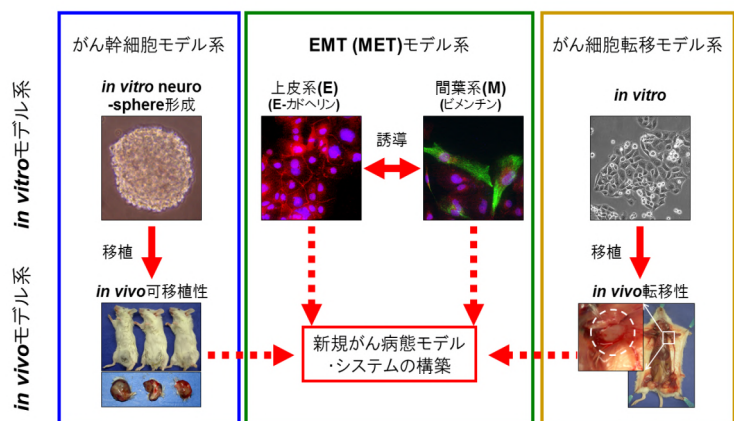 がん幹細胞モデル系
EMT (MET)モデル系
がん細胞転移モデル系
in vitroモデル系
in vitro neuro
-sphere形成
上皮系(E)
(E-カドヘリン)
誘導
間葉系(M)
(ビメンチン)
in vitro
移植
移植
in vivoモデル系
in vivo可移植性
新規がん病態モデル
・システムの構築
in vivo転移性